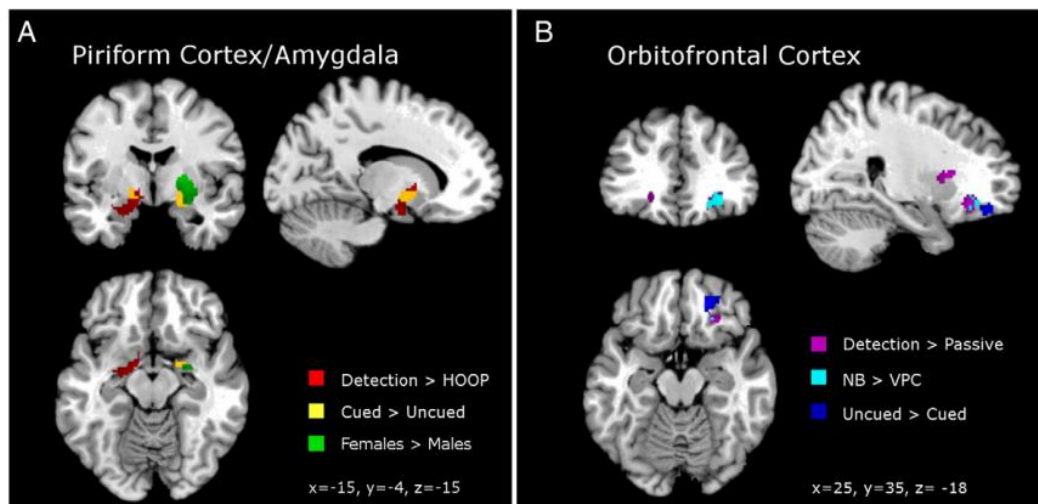 A
Piriform Cortex/Amygdala
Detection > HOOP
Cued > Uncued
Females > Males
x=-15, y=-4, z=-15
B
Orbitofrontal Cortex
Detection > Passive
NB > VPC
Uncued > Cued
x=25, y=35, z= -18